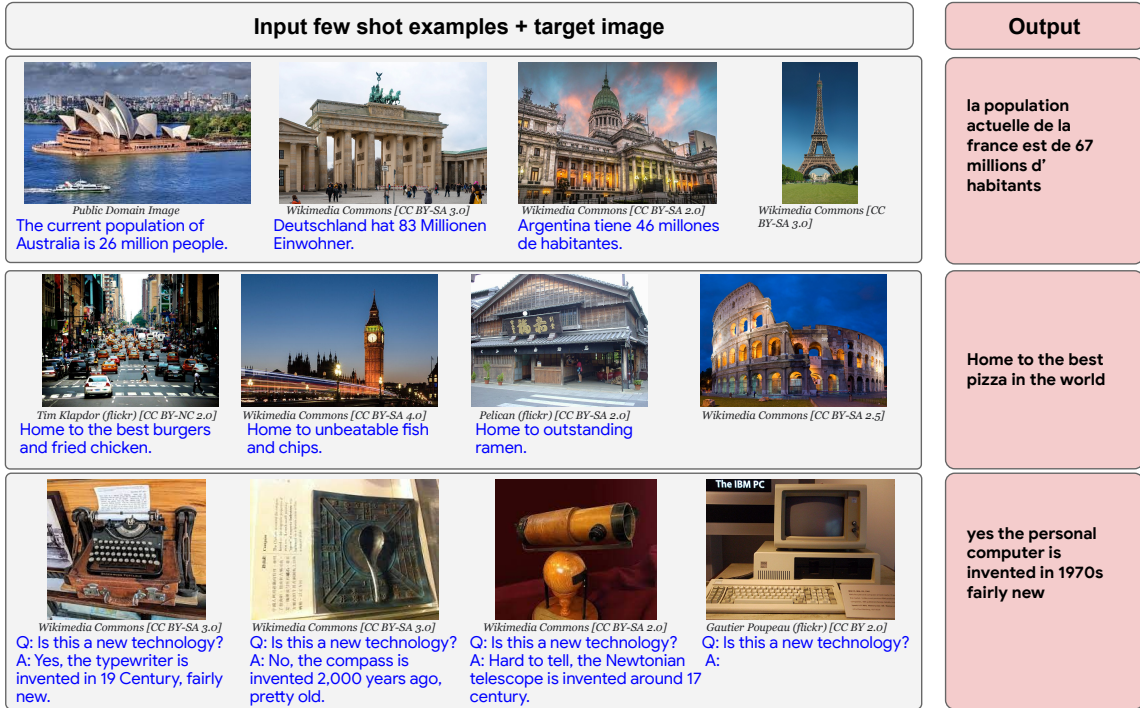 Input few shot examples + target image
Output
Public Domain Image
The current population of
Australia is 26 million people.
Wikimedia Commons [CC BY-SA 3.0]
Deutschland hat 83 Millionen
Einwohner.
Wikimedia Commons [CC BY-SA 2.0]
Argentina tiene 46 millones
de habitantes.
Wikimedia Commons [CC
BY-SA 3.0]
la population
actuelle de la
france est de 67
millions d'
habitants
Tim Klapdor (flickr) [CC BY-NC 2.0]
Home to the best burgers
and fried chicken.
Wikimedia Commons [CC BY-SA 4.0]
Home to unbeatable fish
and chips.
Pelican (flickr) [CC BY-SA 2.0]
Home to outstanding
ramen.
Wikimedia Commons [CC BY-SA 2.5]
Home to the best
pizza in the world
Wikimedia Commons [CC BY-SA 3.0]
Q: Is this a new technology?
A: Yes, the typewriter is
invented in 19 Century, fairly
new.
Wikimedia Commons [CC BY-SA 3.0]
Q: Is this a new technology?
A: No, the compass is
invented 2,000 years ago,
pretty old.
Wikimedia Commons [CC BY-SA 2.0]
Q: Is this a new technology?
A: Hard to tell, the Newtonian
telescope is invented around 17
century.
The IBM PC
Gautier Poupeau (flickr) [CC BY 2.0]
Q: Is this a new technology?
A:
yes the personal
computer is
invented in 1970s
fairly new